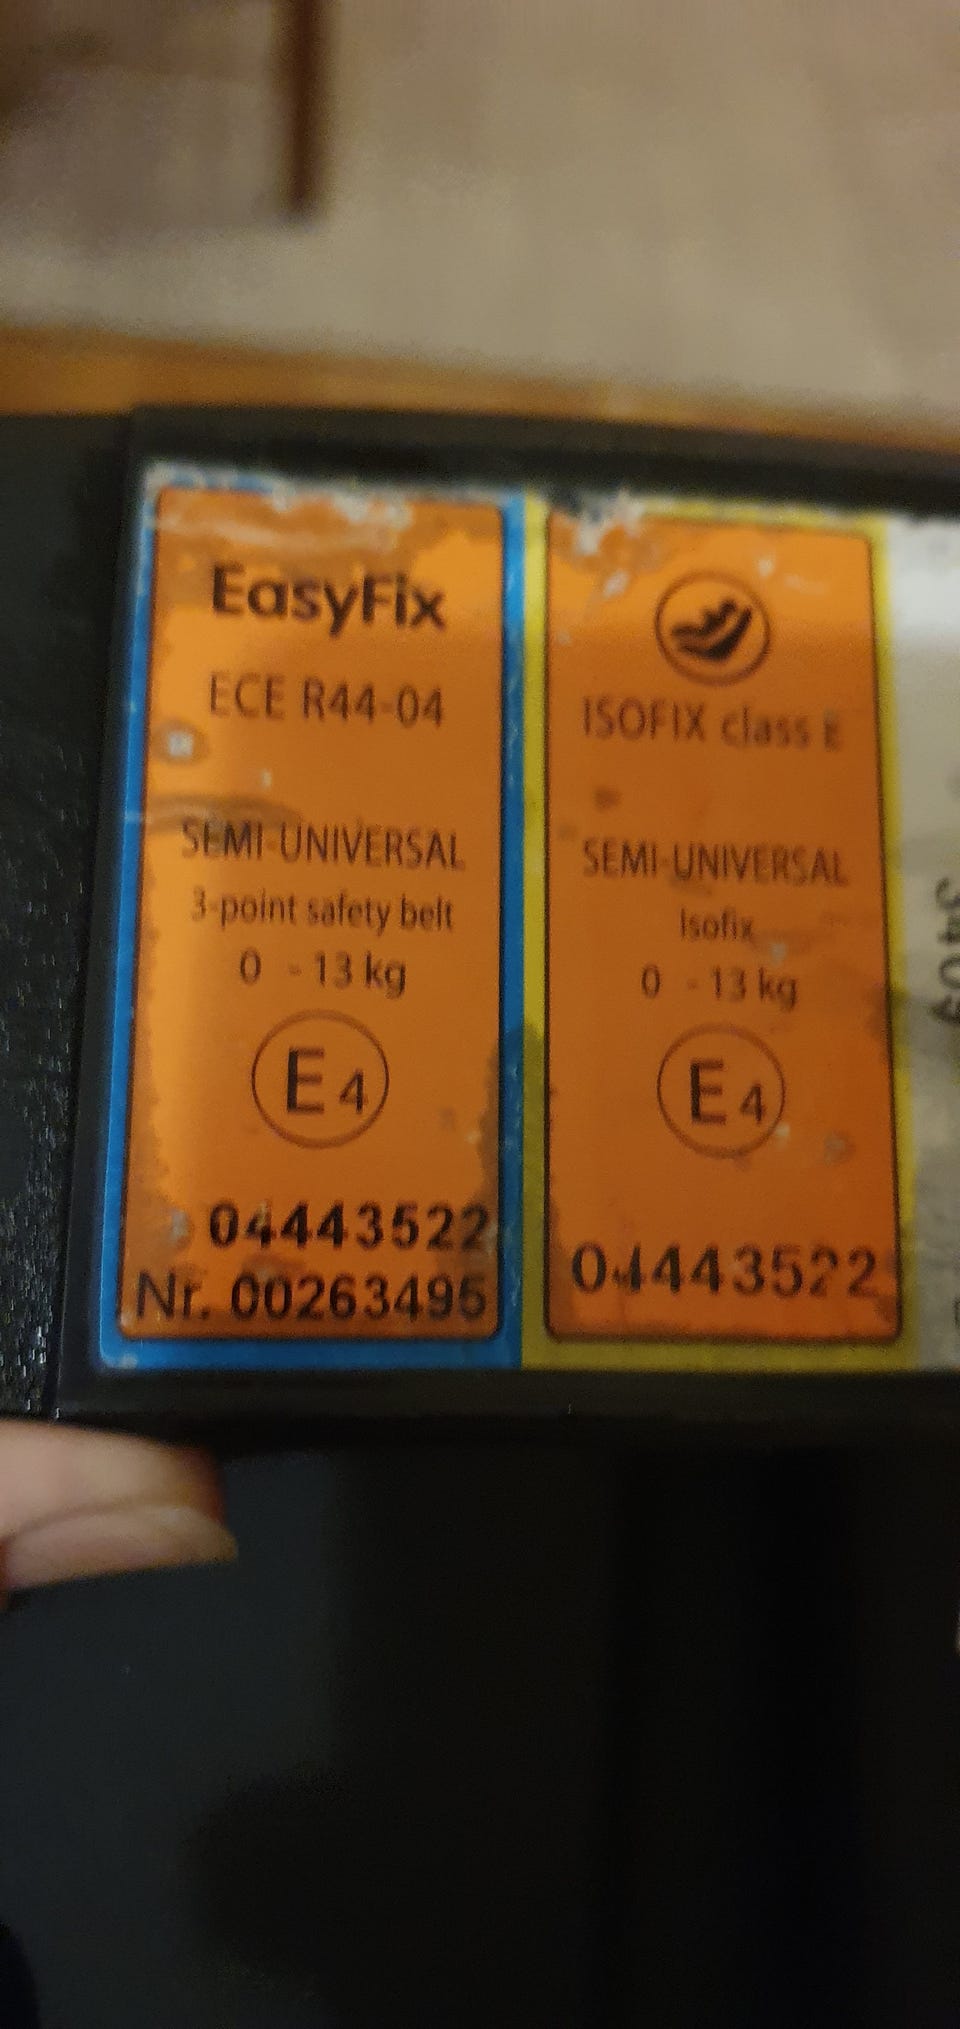 EasyFix
ECE R44-04
SEMI-UNIVERSAL
3-point safety belt
0 - 13 kg
E4
04443522
Nr. 00263495
ISOFIX class E
SEMI-UNIVERSAL
Isofix
0 - 13 kg
E4
04443522